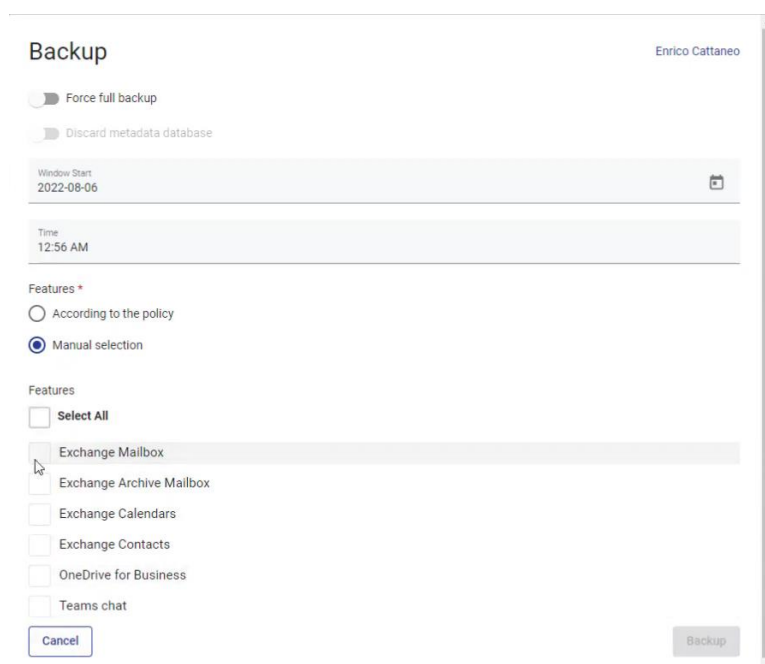 Backup
Enrico Cattaneo
Force full backup
Discard metadata database
Window Start
2022-08-06
Time
12:56 AM
Features *
According to the policy
Manual selection
Features
Select All
Exchange Mailbox
Exchange Archive Mailbox
Exchange Calendars
Exchange Contacts
OneDrive for Business
Teams chat
Cancel
Backup